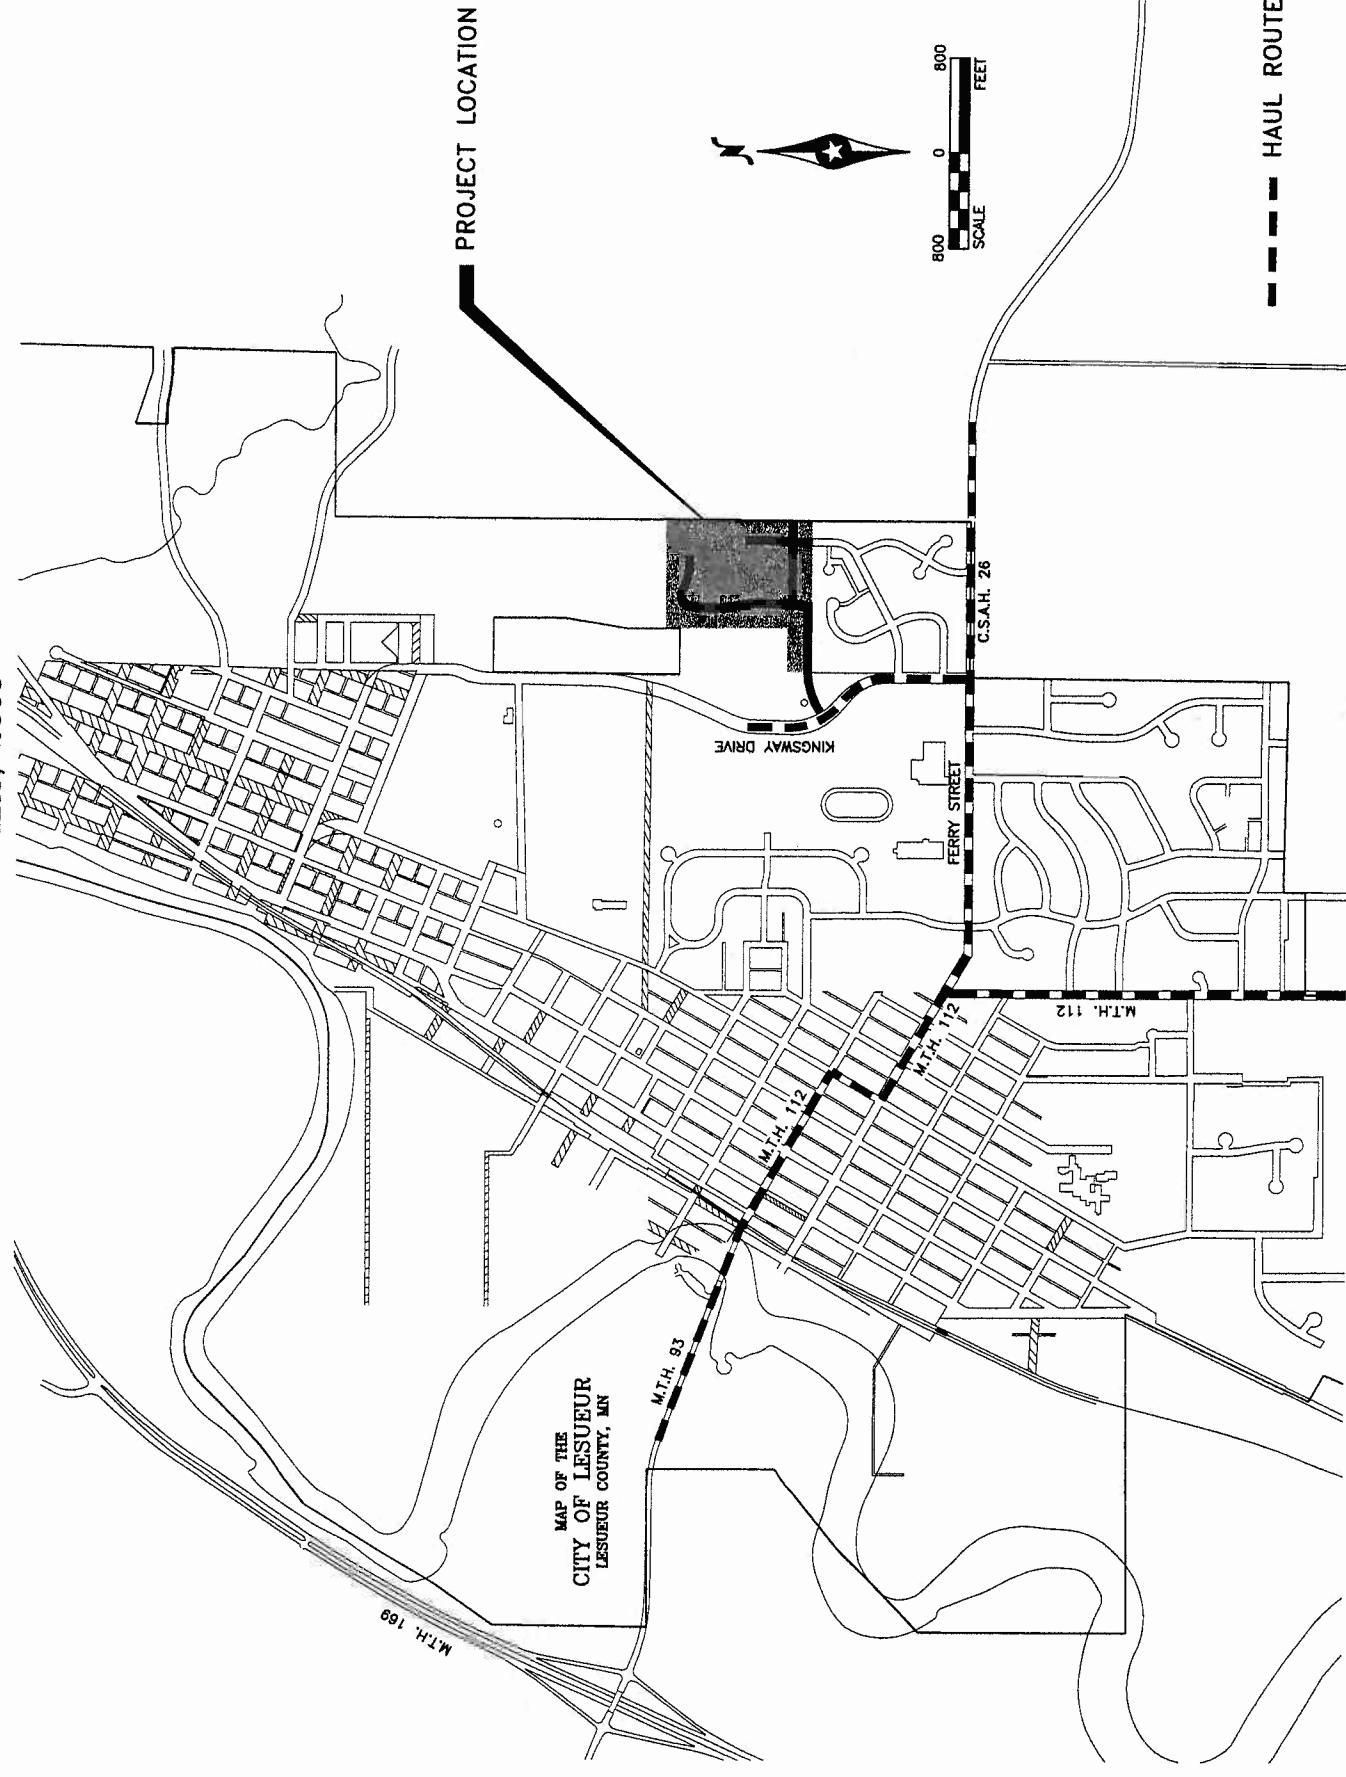 PROJECT LOCATION
N
800 0 800
SCALE FEET
HAUL ROUTE
KINGSWAY DRIVE
C.S.A.H. 26
FERRY STREET
M.T.H. 112
M.T.H. 112
M.T.H. 112
M.T.H. 93
MAP OF THE
CITY OF LESUEUR
LESUEUR COUNTY, MN
M.T.H. 169